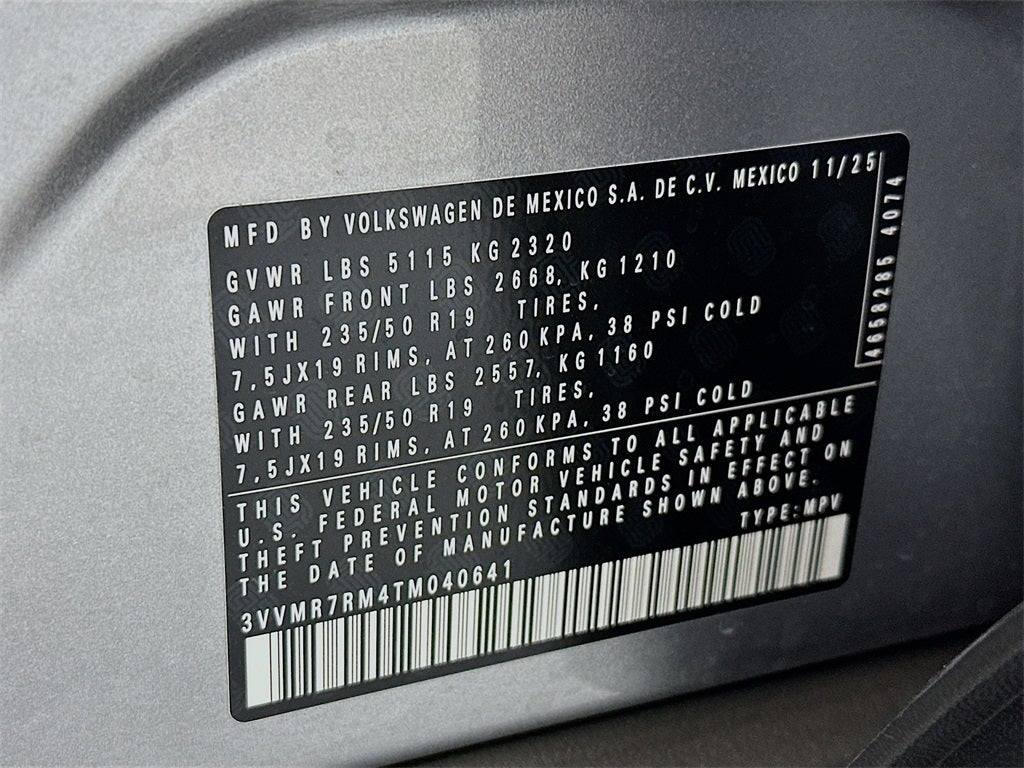 MFD BY VOLKSWAGEN DE MEXICO S.A. DE C.V. MEXICO 11/25
GVWR LBS 5115 KG 2320
GAWR FRONT LBS 2668, KG 1210
WITH 235/50 R19 TIRES,
7,5JX19 RIMS, AT 260 KPA, 38 PSI COLD
GAWR REAR LBS 2557, KG 1160
WITH 235/50 R19 TIRES,
7,5JX19 RIMS, AT 260 KPA, 38 PSI COLD
4658285 4074
THIS VEHICLE CONFORMS TO ALL APPLICABLE
U.S. FEDERAL MOTOR VEHICLE SAFETY AND
THEFT PREVENTION STANDARDS IN EFFECT ON
THE DATE OF MANUFACTURE SHOWN ABOVE.
TYPE:MPV
3VVMR7RM4TM040641